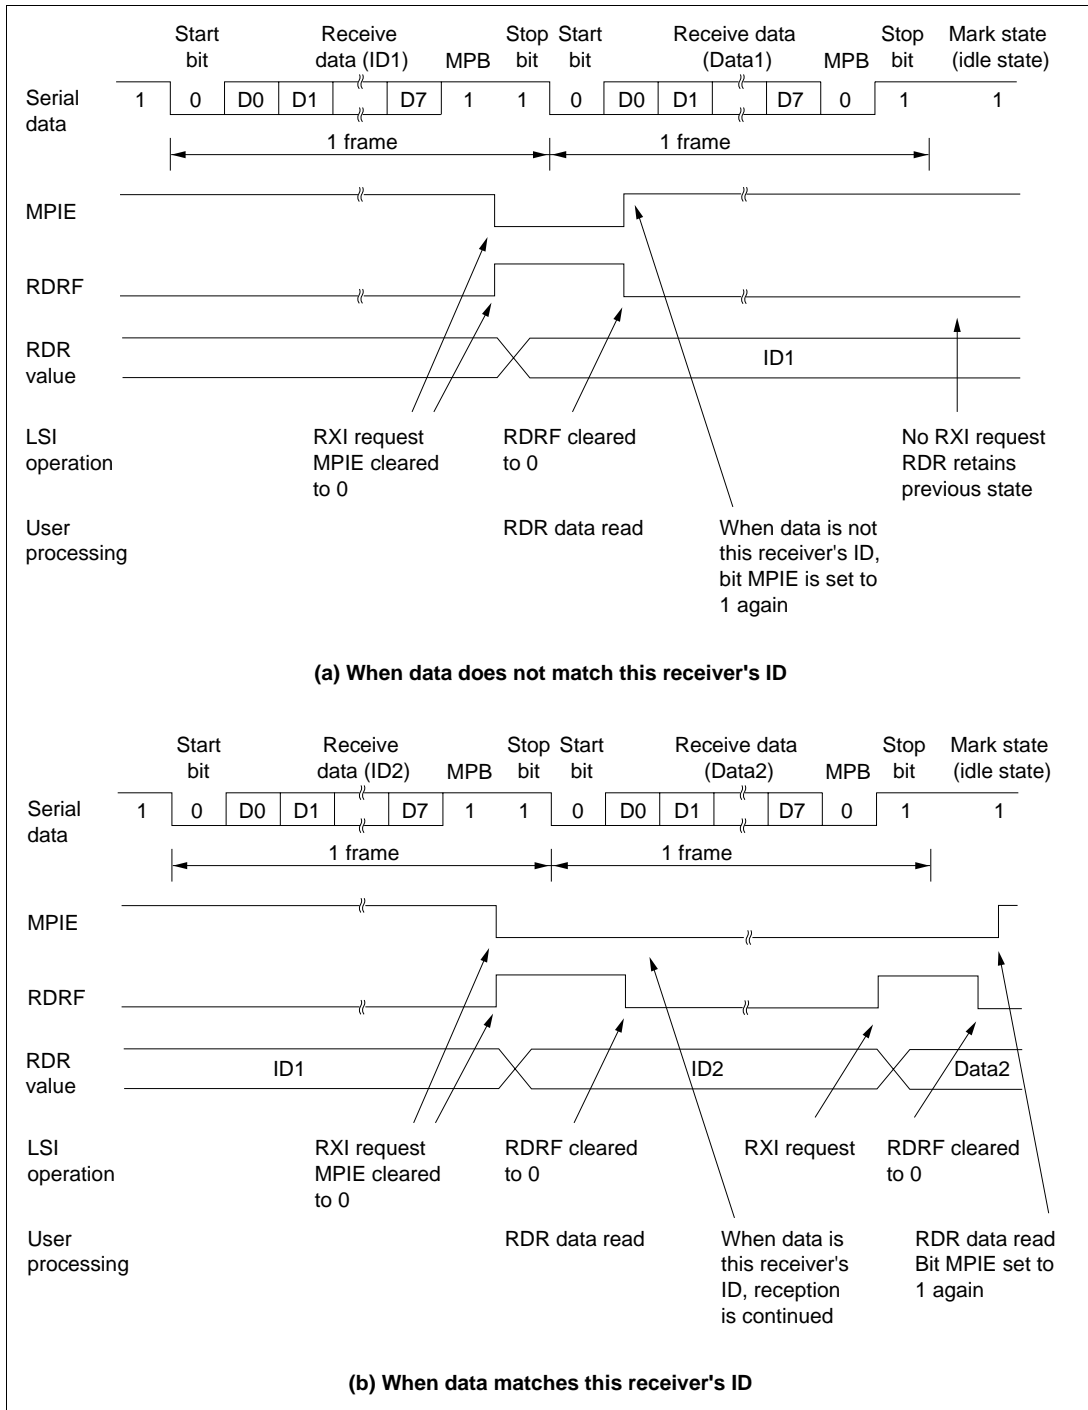 Start bit
Receive data (ID1)
MPB
Stop bit
Start bit
Receive data (Data1)
MPB
Stop bit
Mark state (idle state)
Serial data
1 0 D0 D1 D7 1 1 0 D0 D1 D7 0 1 1
1 frame
1 frame
MPIE
RDRF
RDR value
ID1
LSI operation
RXI request
MPIE cleared
to 0
RDRF cleared
to 0
No RXI request
RDR retains
previous state
User processing
RDR data read
When data is not
this receiver's ID,
bit MPIE is set to
1 again
(a) When data does not match this receiver's ID
Start bit
Receive data (ID2)
MPB
Stop bit
Start bit
Receive data (Data2)
MPB
Stop bit
Mark state (idle state)
Serial data
1 0 D0 D1 D7 1 1 0 D0 D1 D7 0 1 1
1 frame
1 frame
MPIE
RDRF
RDR value
ID1
ID2
Data2
LSI operation
RXI request
MPIE cleared
to 0
RDRF cleared
to 0
RXI request
RDRF cleared
to 0
User processing
RDR data read
When data is
this receiver's
ID, reception
is continued
RDR data read
Bit MPIE set to
1 again
(b) When data matches this receiver's ID